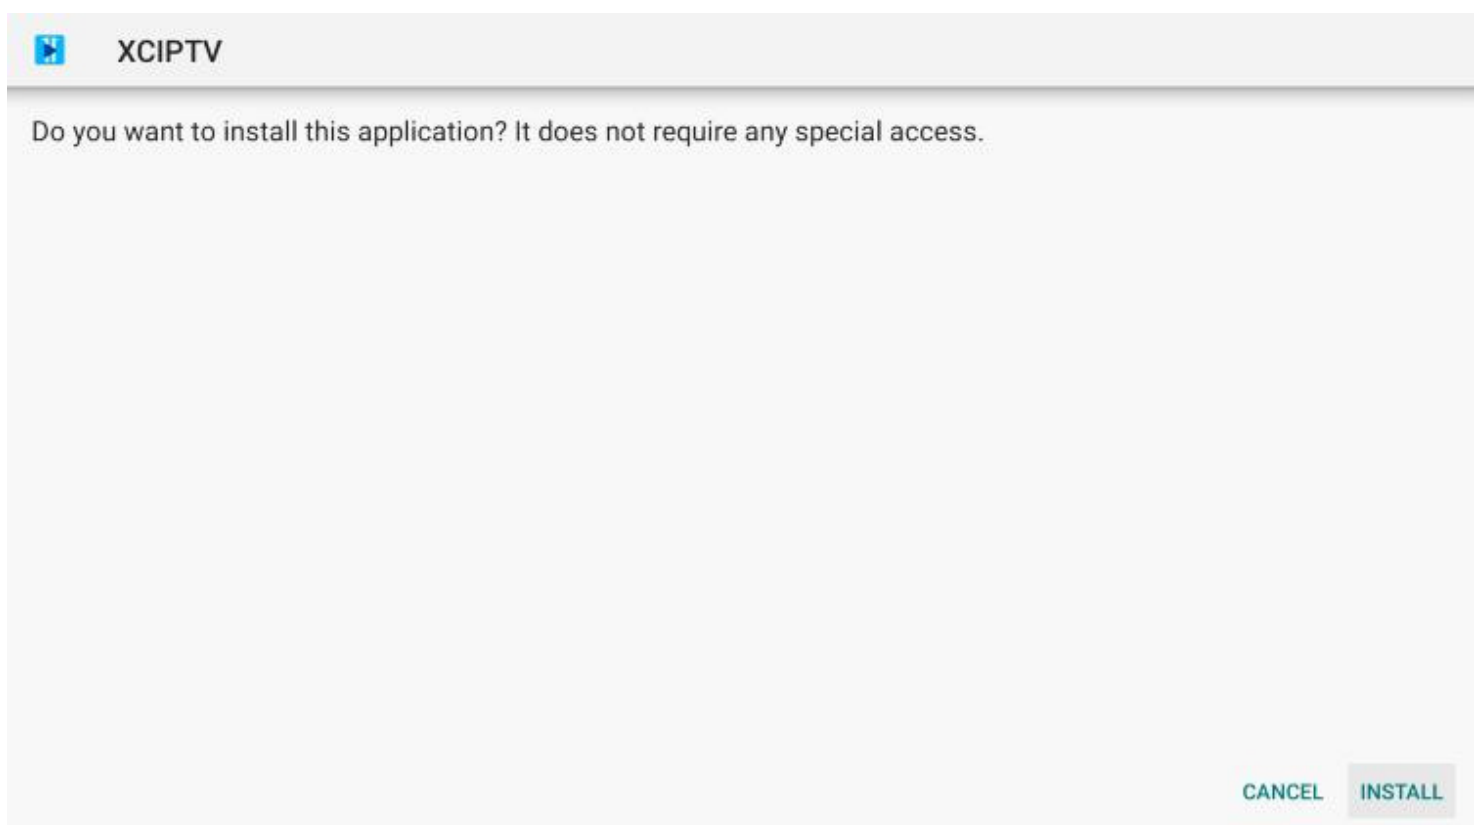 XCIPTV
Do you want to install this application? It does not require any special access.
CANCEL INSTALL